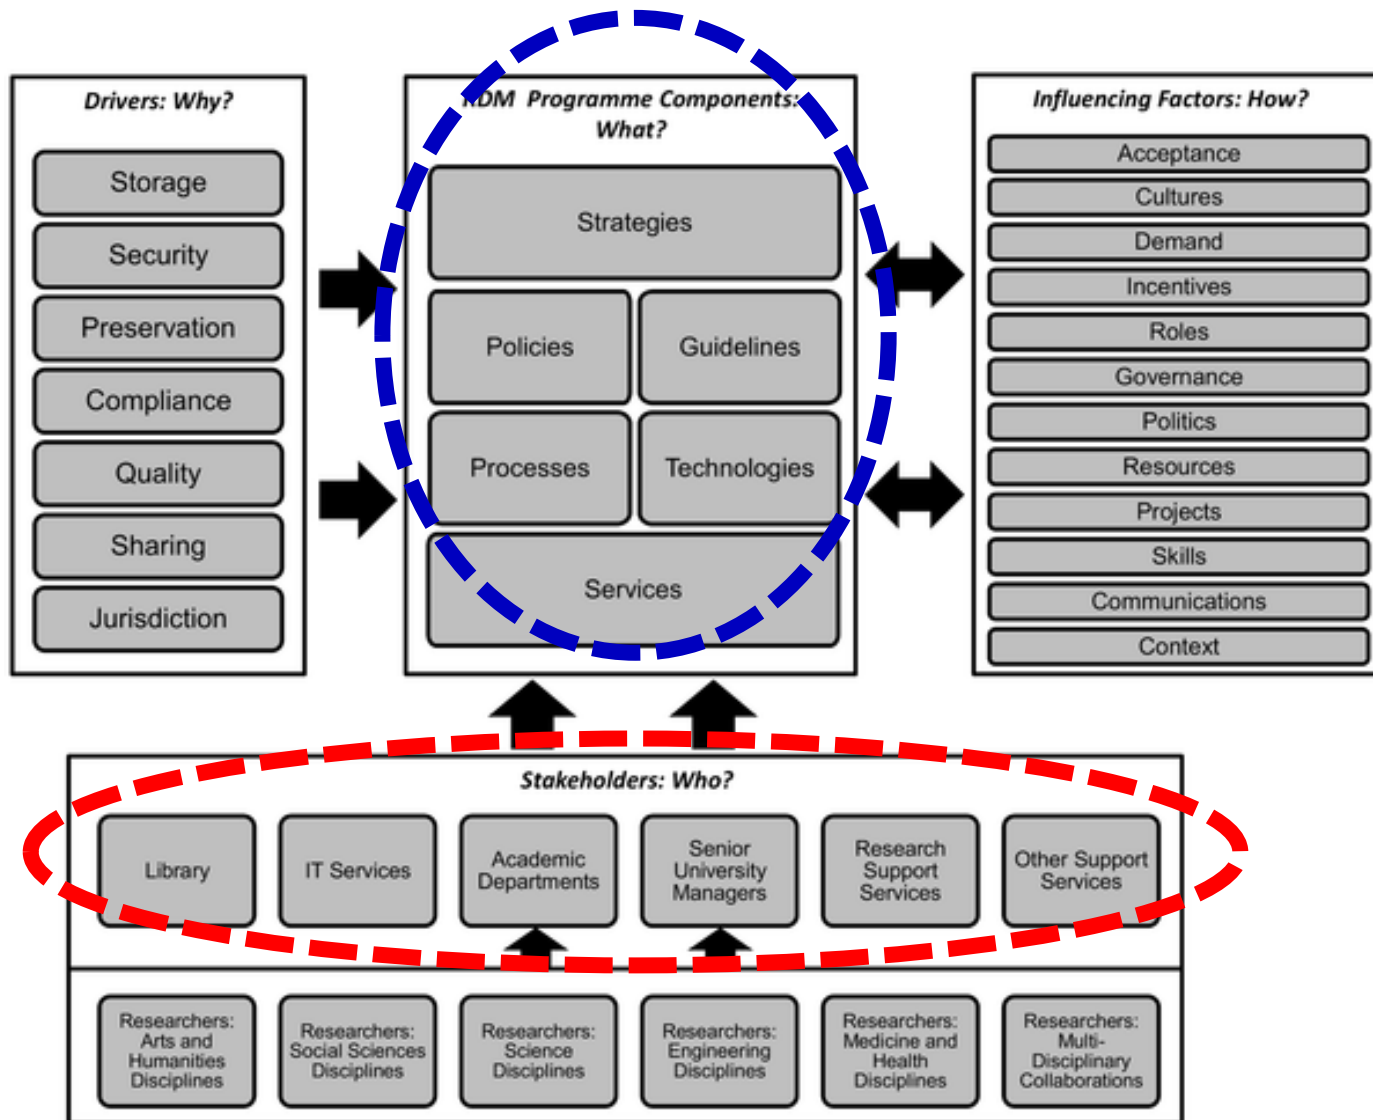 Drivers: Why?
Storage
Security
Preservation
Compliance
Quality
Sharing
Jurisdiction
RDM Programme Components:
What?
Strategies
Policies
Guidelines
Processes
Technologies
Services
Influencing Factors: How?
Acceptance
Cultures
Demand
Incentives
Roles
Governance
Politics
Resources
Projects
Skills
Communications
Context
Stakeholders: Who?
Library
IT Services
Academic
Departments
Senior
University
Managers
Research
Support
Services
Other Support
Services
Researchers:
Arts and
Humanities
Disciplines
Researchers:
Social Sciences
Disciplines
Researchers:
Science
Disciplines
Researchers:
Engineering
Disciplines
Researchers:
Medicine and
Health
Disciplines
Researchers:
Multi-
Disciplinary
Collaborations